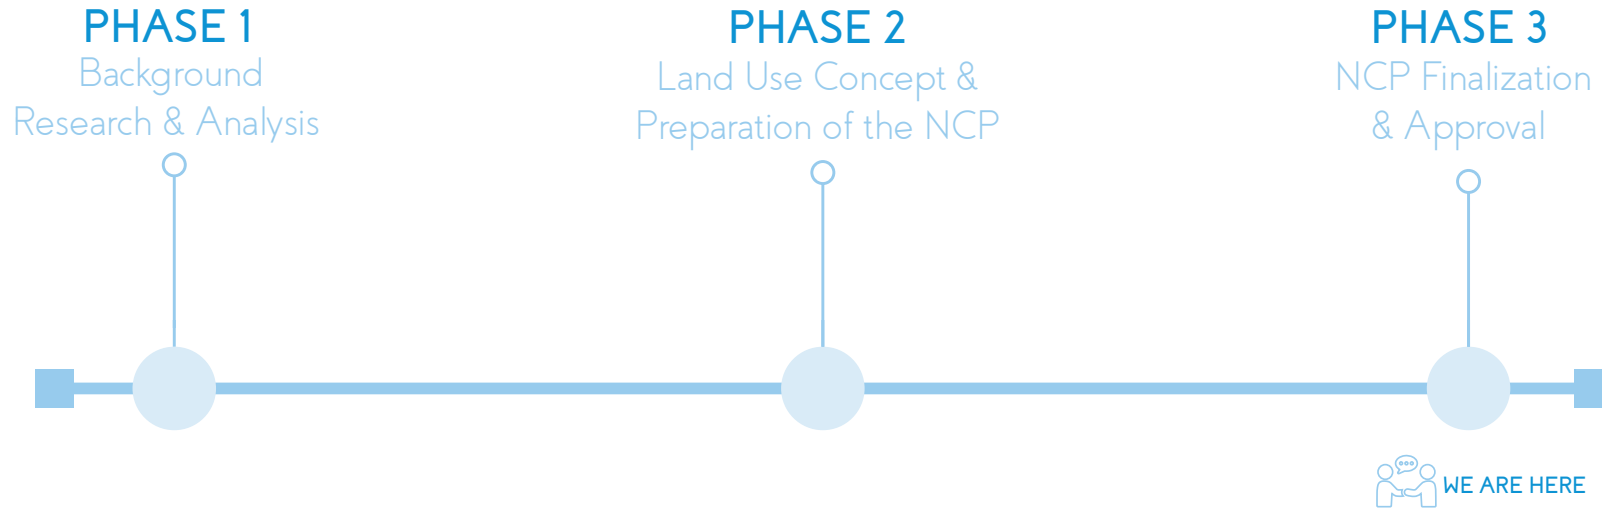 PHASE 1
Background
Research & Analysis
PHASE 2
Land Use Concept &
Preparation of the NCP
PHASE 3
NCP Finalization
& Approval
WE ARE HERE